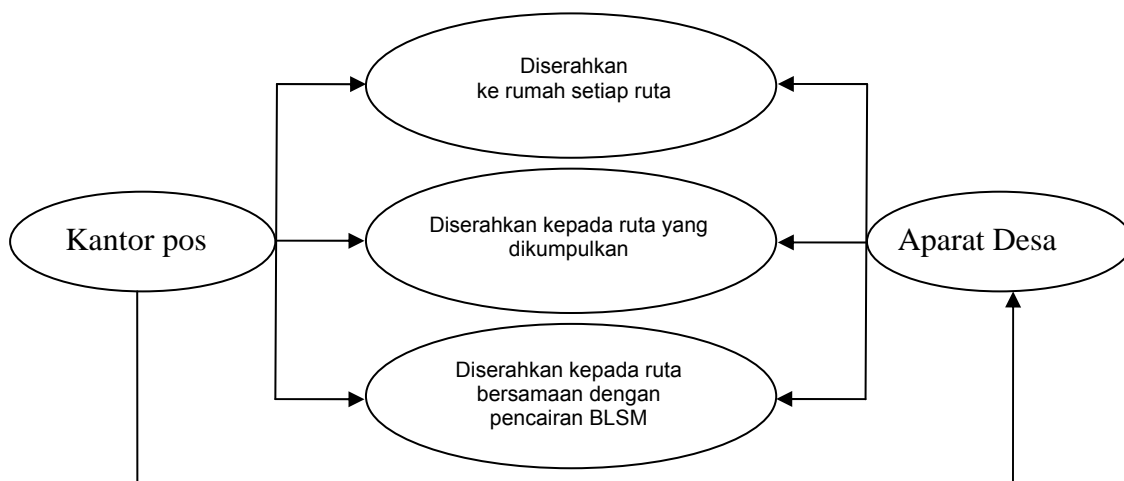 Diserahkan
ke rumah setiap ruta
Kantor pos
Diserahkan kepada ruta yang
dikumpulkan
Aparat Desa
Diserahkan kepada ruta
bersamaan dengan
pencairan BLSM